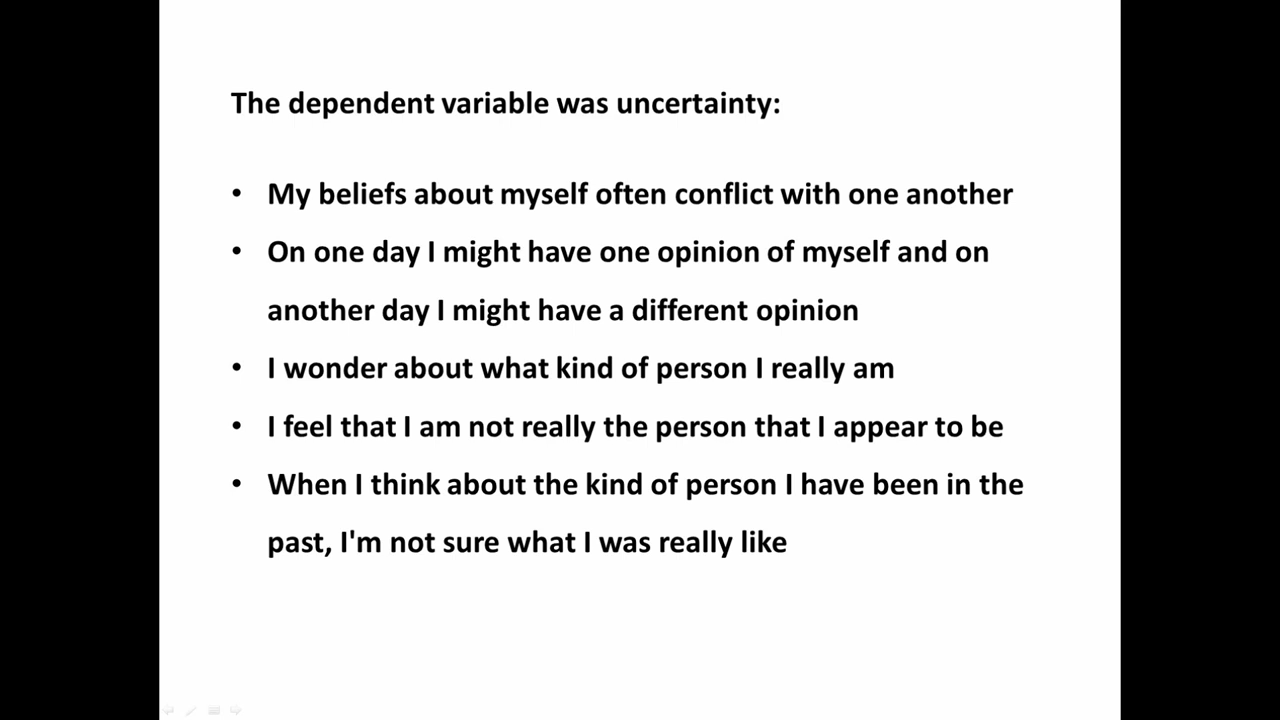 The dependent variable was uncertainty:
• My beliefs about myself often conflict with one another
• On one day I might have one opinion of myself and on
another day I might have a different opinion
• I wonder about what kind of person I really am
• I feel that I am not really the person that I appear to be
• When I think about the kind of person I have been in the
past, I'm not sure what I was really like